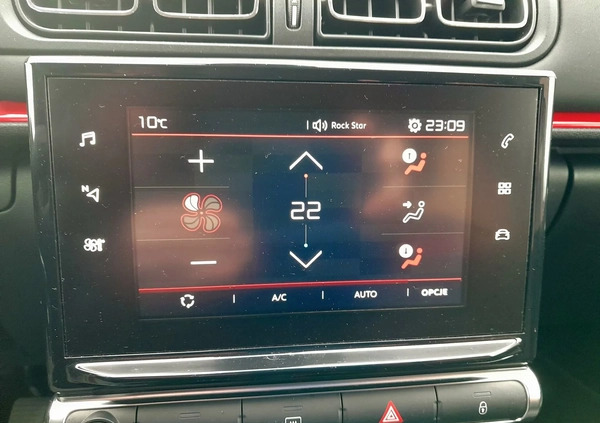 10°C
Rock Star
23:09
N
22
A/C
AUTO
OPCJE